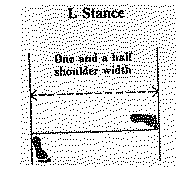 L Stance
One and a half
shoulder width